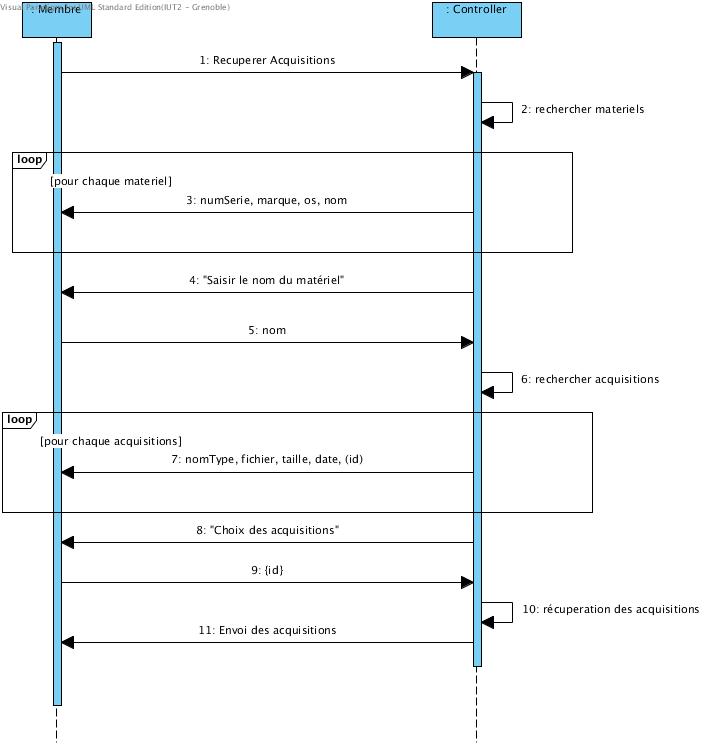 Visual Paradigm for UML Standard Edition(IUT2 - Grenoble)
: Membre
: Controller
1: Recuperer Acquisitions
2: rechercher materiels
loop
[pour chaque materiel]
3: numSerie, marque, os, nom
4: "Saisir le nom du matériel"
5: nom
6: rechercher acquisitions
loop
[pour chaque acquisitions]
7: nomType, fichier, taille, date, (id)
8: "Choix des acquisitions"
9: {id}
10: récuperation des acquisitions
11: Envoi des acquisitions